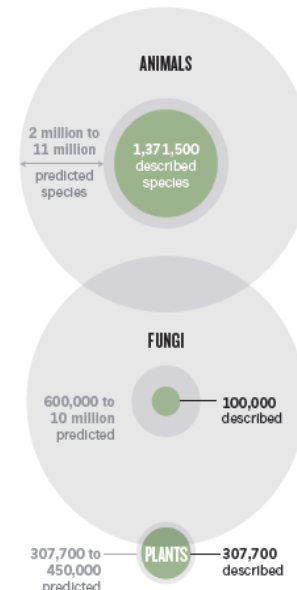 ANIMALS
2 million to
11 million
predicted
species
1,371,500
described
species
FUNGI
600,000 to
10 million
predicted
100,000
described
307,700 to
450,000
predicted
PLANTS
307,700
described